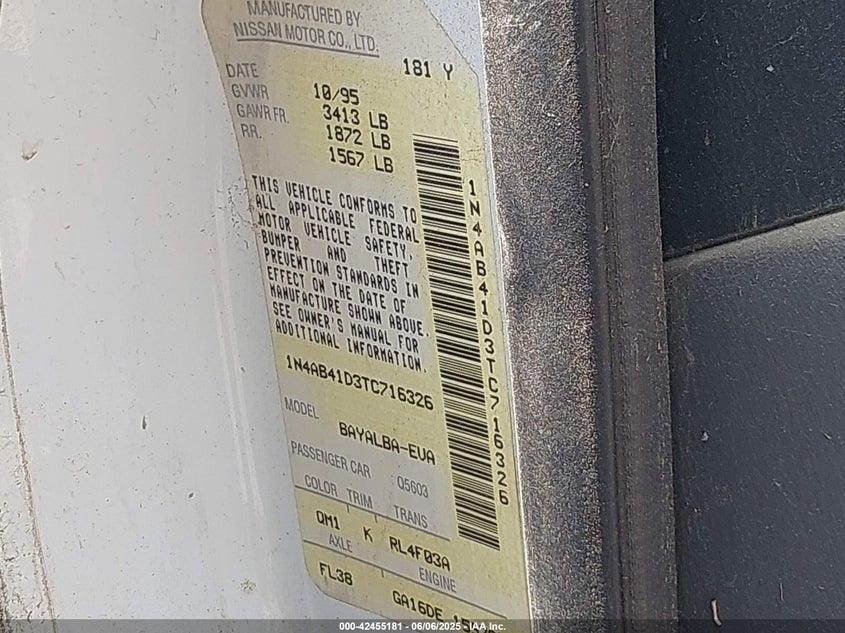 MANUFACTURED BY
NISSAN MOTOR CO., LTD.
181 Y
DATE 10/95
GVWR 3413 LB
GAWR FR. 1872 LB
RR. 1567 LB
THIS VEHICLE CONFORMS TO
ALL APPLICABLE FEDERAL
MOTOR VEHICLE SAFETY,
BUMPER AND THEFT
PREVENTION STANDARDS IN
EFFECT ON THE DATE OF
MANUFACTURE SHOWN ABOVE.
SEE OWNER'S MANUAL FOR
ADDITIONAL INFORMATION.
1N4AB41D3TC716326
1N4AB41D3TC716326
MODEL
BAYALBA-EVA
PASSENGER CAR Q5603
COLOR TRIM TRANS
QM1 K RL4F03A
AXLE ENGINE
FL38 GA16DE
000-42455181 - 06/06/2025 - IAA Inc.